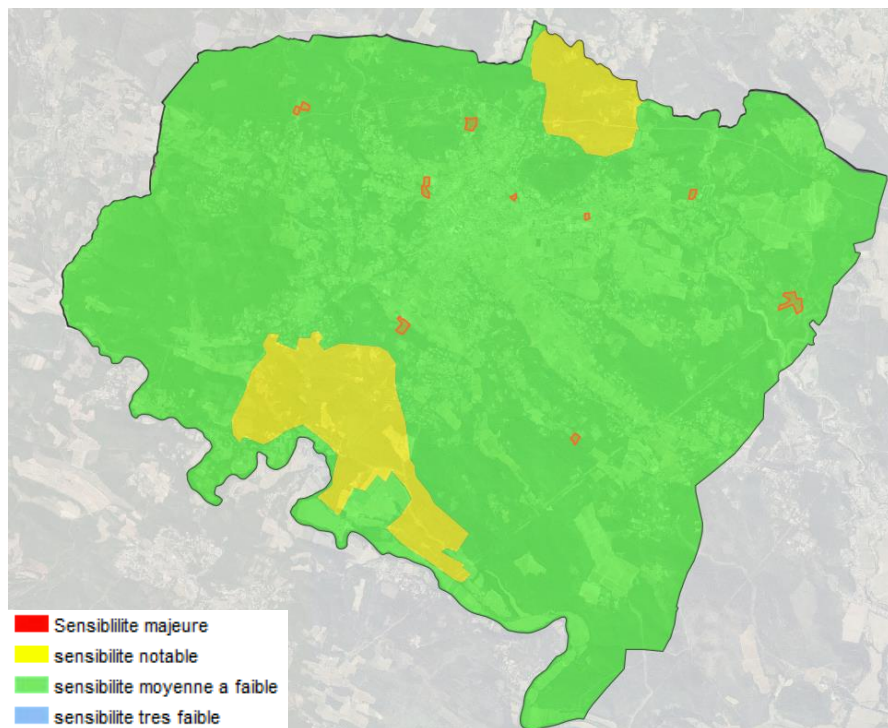 Sensiblilite majeure
sensibilite notable
sensibilite moyenne a faible
sensibilite tres faible